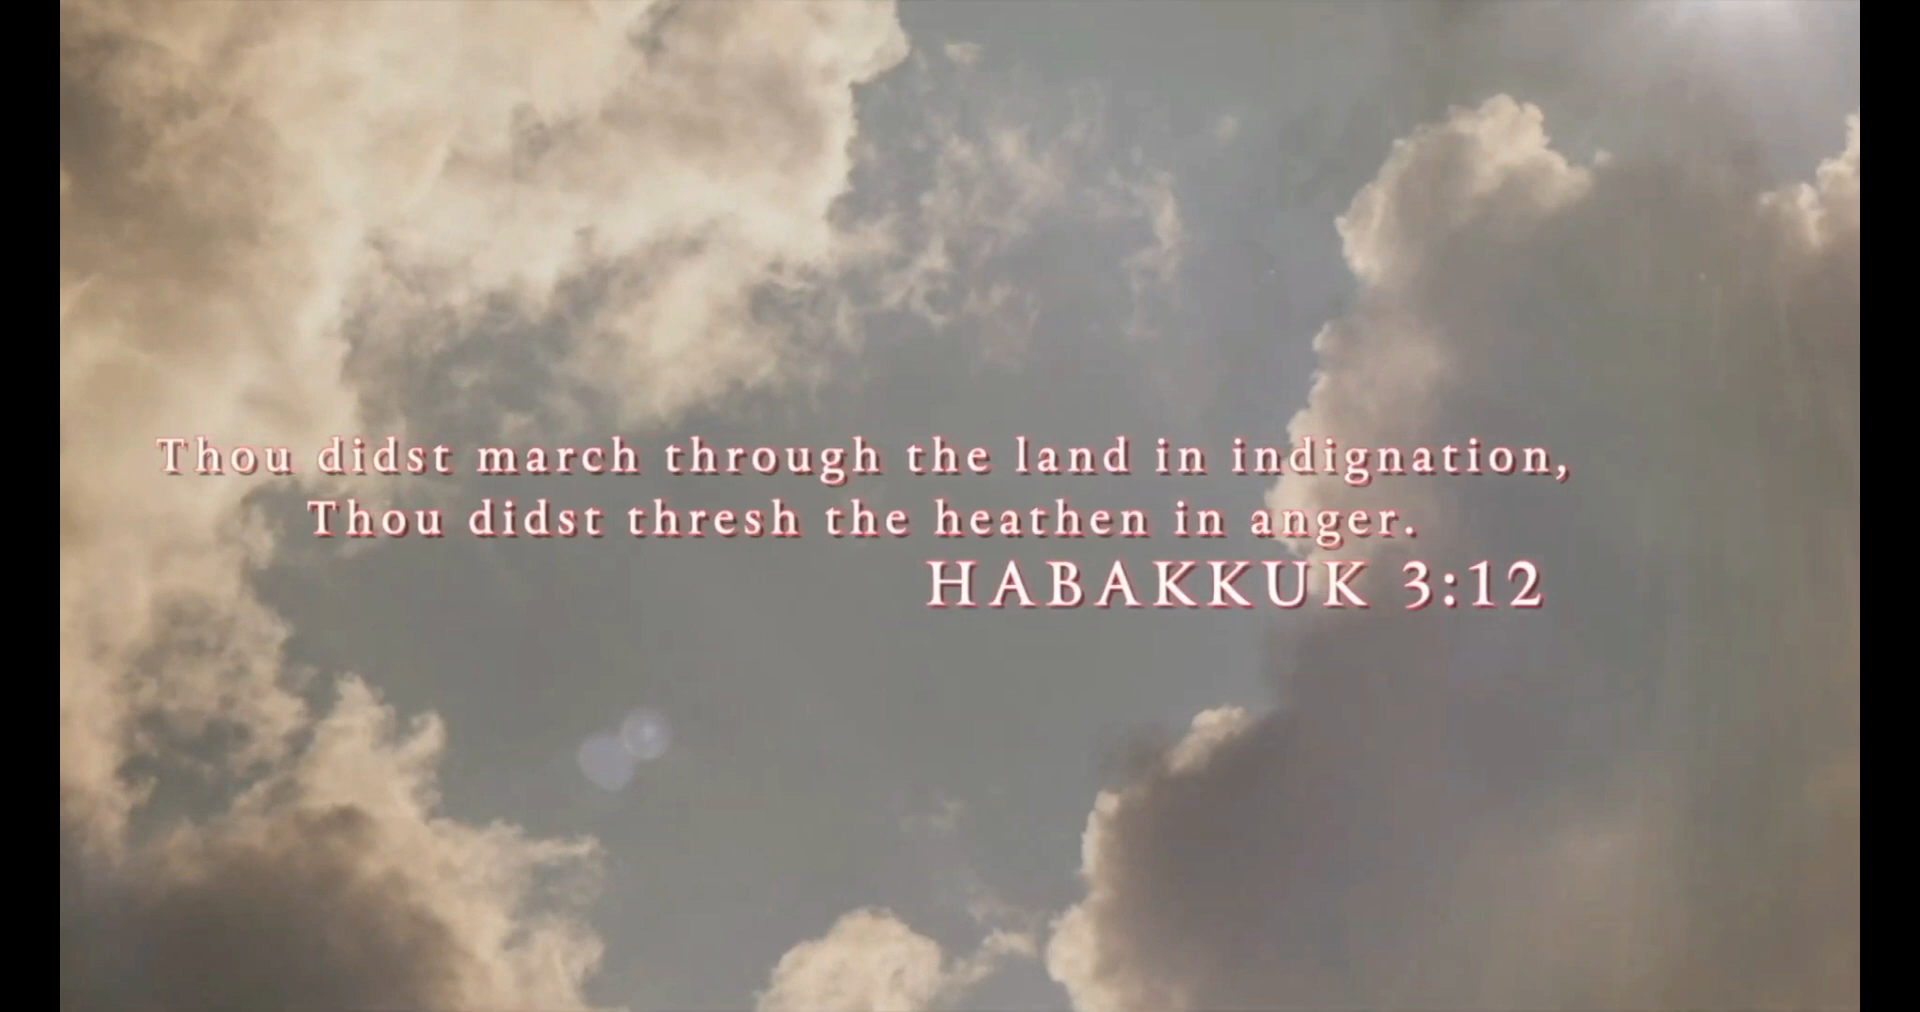 Thou didst march through the land in indignation,
Thou didst thresh the heathen in anger.
HABAKKUK 3:12